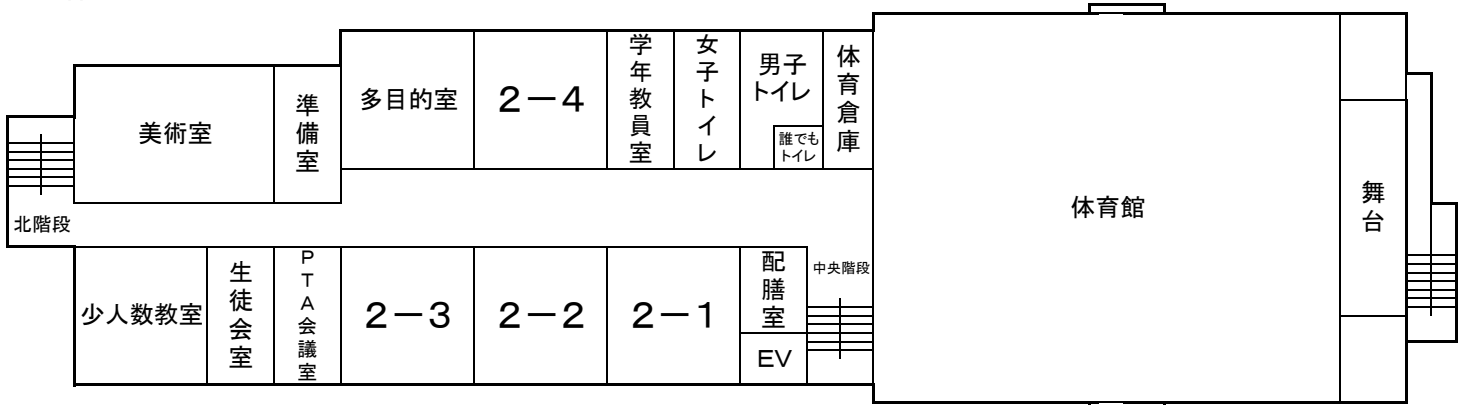 美術室
準備室
多目的室
２－４
学年教員室
女子トイレ
男子
トイレ
誰でも
トイレ
体育倉庫
北階段
体育館
舞台
少人数教室
生徒会室
ＰＴＡ会議室
２－３
２－２
２－１
配膳室
EV
中央階段